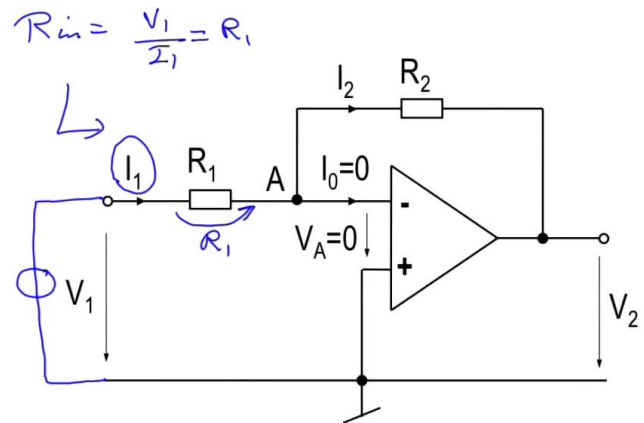 Rin = V1/I1 = R1
I2
R2
I1
R1
A
I0=0
R1
VA=0
-
+
V1
V2